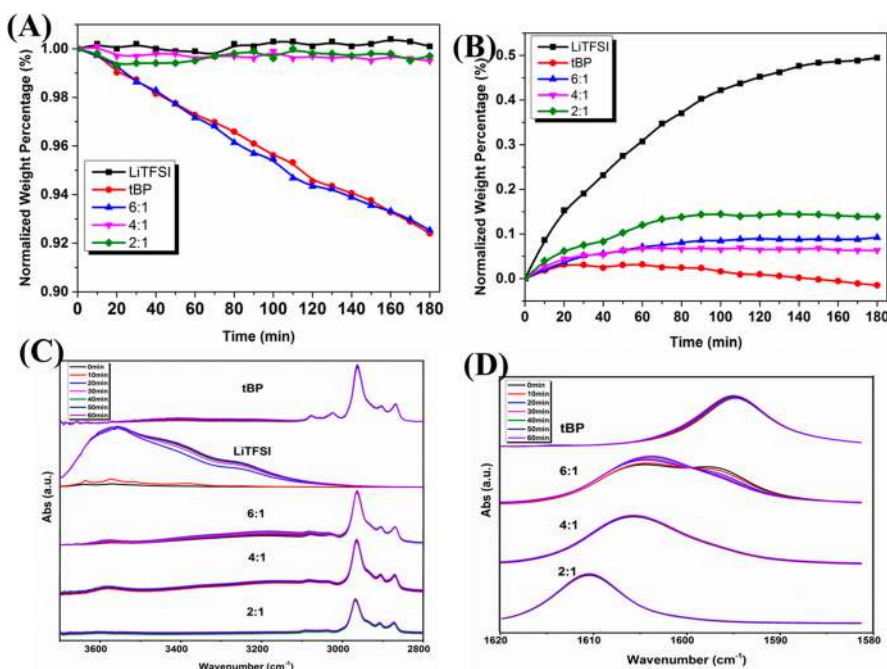 (A)
Normalized Weight Percentage (%)
1.00
0.98
0.96
0.94
0.92
0.90
LiTFSI
tBP
6:1
4:1
2:1
0 20 40 60 80 100 120 140 160 180
Time (min)
(B)
Normalized Weight Percentage (%)
0.5
0.4
0.3
0.2
0.1
0.0
LiTFSI
tBP
6:1
4:1
2:1
0 20 40 60 80 100 120 140 160 180
Time (min)
(C)
Abs (a.u.)
0min
10min
20min
30min
40min
60min
60min
tBP
LiTFSI
6:1
4:1
2:1
3600 3400 3200 3000 2800
Wavenumber (cm⁻¹)
(D)
Abs (a.u.)
0min
10min
20min
30min
40min
50min
60min
tBP
6:1
4:1
2:1
1620 1610 1600 1590 1580
Wavenumber (cm⁻¹)